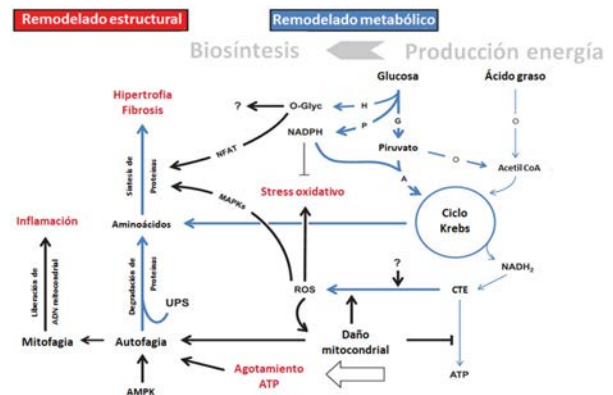 Remodelado estructural
Remodelado metabólico
Biosíntesis
Producción energía
Glucosa
Ácido graso
Hipertrofia
Fibrosis
?
O-Glyc
H
P
G
O
NADPH
NFAT
Piruvato
O
Acetil CoA
A
Síntesis de
Proteínas
Stress oxidativo
MAPKs
Ciclo
Krebs
Inflamación
Aminoácidos
NADH₂
?
Liberación de
ADN mitocondrial
Degradación de
Proteínas
UPS
ROS
CTE
Mitofagia
Autofagia
Daño
mitocondrial
Agotamiento
ATP
ATP
AMPK